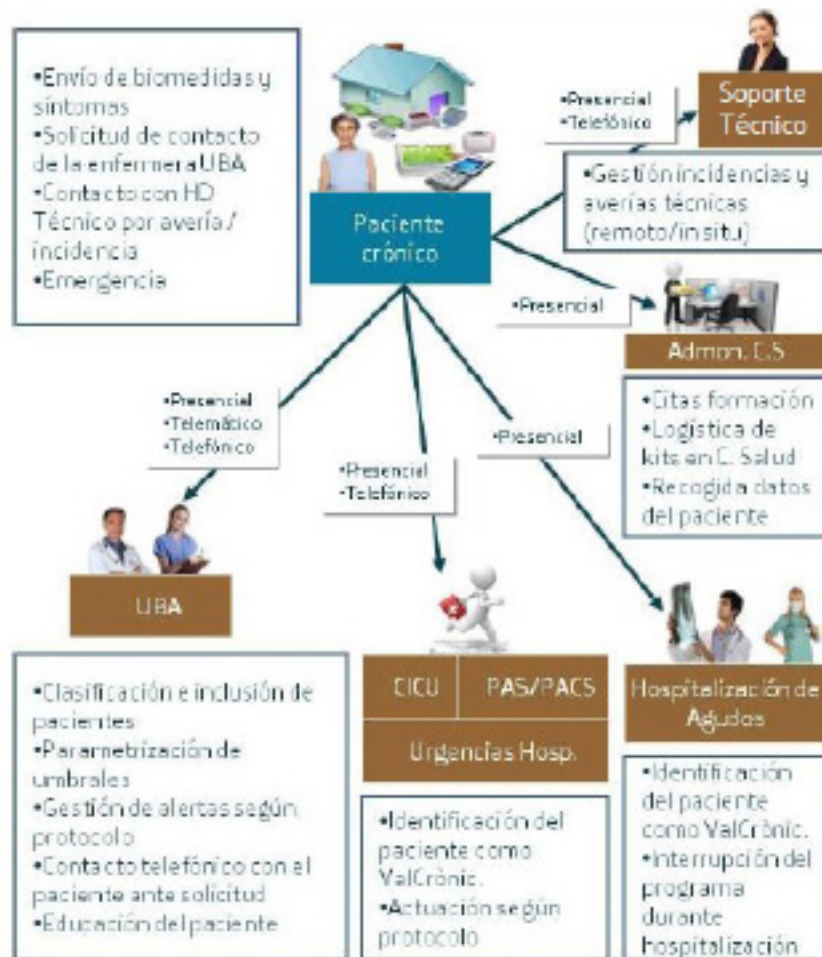 •Envío de biomedidas y
síntomas
•Solicitud de contacto
de la enfermera UBA
•Contacto con HD
Técnico por avería /
incidencia
•Emergencia
Paciente
crónico
•Presencial
•Telefónico
Soporte
Técnico
•Gestión incidencias y
averías técnicas
(remoto/in situ)
•Presencial
Admon. C.S
•Citas formación
•Logística de
kits en C. Salud
•Recogida datos
del paciente
•Presencial
•Telemático
•Telefónico
•Presencial
•Telefónico
•Presencial
UBA
•Clasificación e inclusión de
pacientes
•Parametrización de
umbrales
•Gestión de alertas según
protocolo
•Contacto telefónico con el
paciente ante solicitud
•Educación del paciente
CICU
PAS/PACS
Urgencias Hosp.
•Identificación del
paciente como
ValCrònic.
•Actuación según
protocolo
Hospitalización de
Agudos
•Identificación
del paciente
como ValCrònic.
•Interrupción del
programa
durante
hospitalización